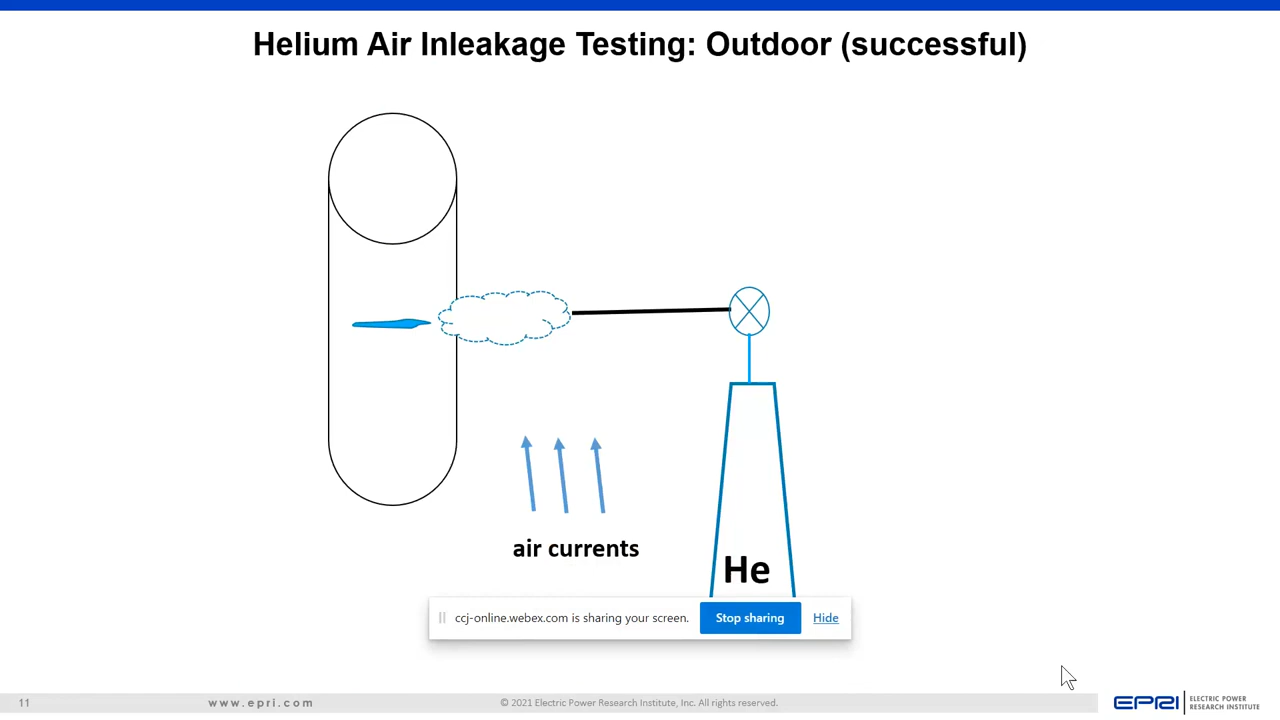 Helium Air Inleakage Testing: Outdoor (successful)
air currents
He
ccj-online.webex.com is sharing your screen.
Stop sharing
Hide
11
www.epri.com
© 2021 Electric Power Research Institute, Inc. All rights reserved.
EPRI
ELECTRIC POWER
RESEARCH INSTITUTE